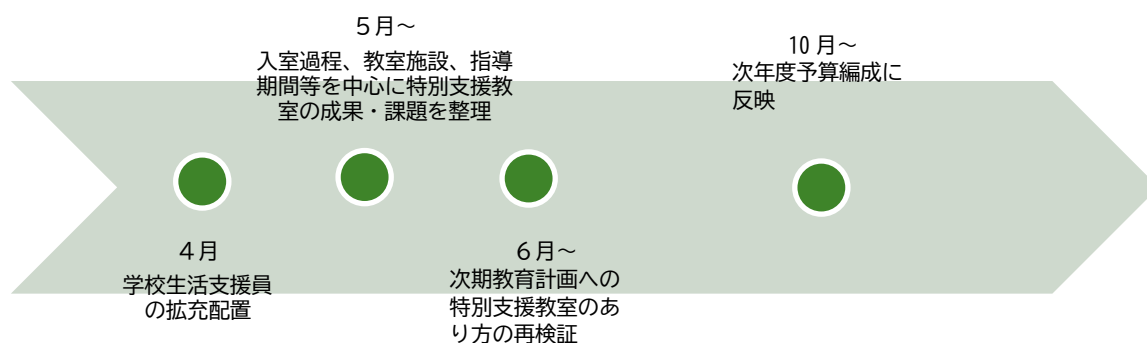 ４月
学校生活支援員
の拡充配置
５月～
入室過程、教室施設、指導
期間等を中心に特別支援教
室の成果・課題を整理
６月～
次期教育計画への
特別支援教室のあ
り方の再検証
10月～
次年度予算編成に
反映